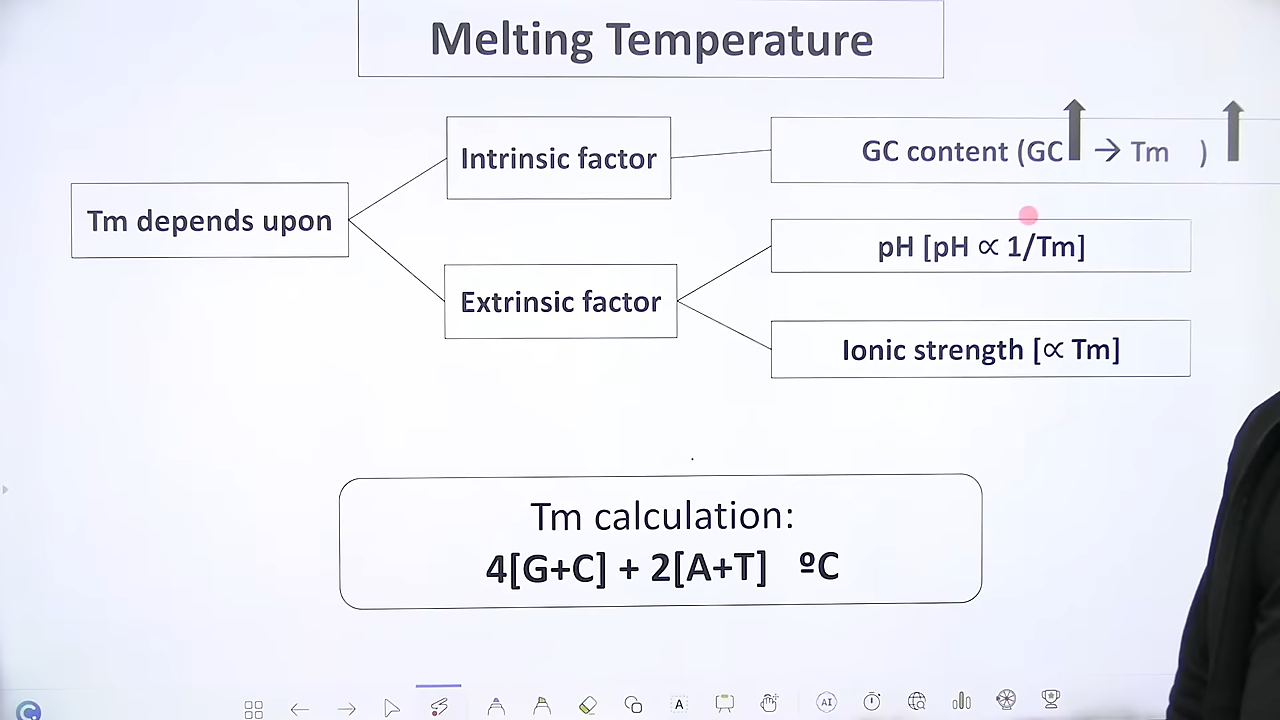 Melting Temperature
Intrinsic factor
GC content (GC → Tm )
Tm depends upon
pH [pH ∝ 1/Tm]
Extrinsic factor
Ionic strength [∝ Tm]
Tm calculation:
4[G+C] + 2[A+T] ºC
A
AI